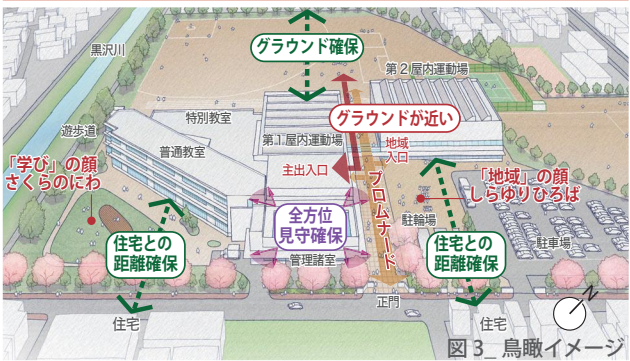 黒沢川
グラウンド確保
第2屋内運動場
遊歩道
特別教室
グラウンドが近い
普通教室
第1屋内運動場
地域
入口
「学び」の顔
さくらのにわ
主出入口
「地域」の顔
しらゆりひろば
プロムナード
全方位
見守確保
駐輪場
住宅との
距離確保
住宅との
距離確保
駐車場
管理諸室
正門
住宅
住宅
N
図3_鳥瞰イメージ